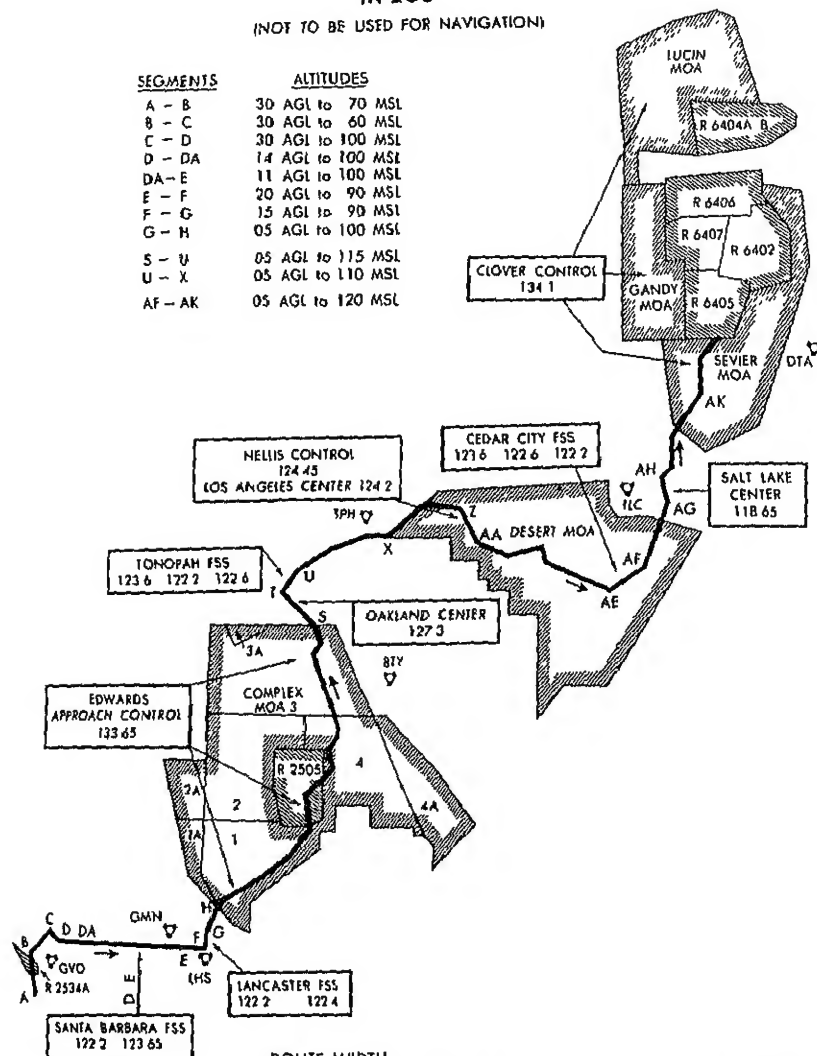 (NOT TO BE USED FOR NAVIGATION)
SEGMENTS ALTITUDES
A – B 30 AGL to 70 MSL
B – C 30 AGL to 60 MSL
C – D 30 AGL to 100 MSL
D – DA 14 AGL to 100 MSL
DA – E 11 AGL to 100 MSL
E – F 20 AGL to 90 MSL
F – G 15 AGL to 90 MSL
G – H 05 AGL to 100 MSL
S – U 05 AGL to 115 MSL
U – X 05 AGL to 110 MSL
AF – AK 05 AGL to 120 MSL
LUCIN
MOA
R 6404A B
R 6406
R 6407
R 6402
CLOVER CONTROL
134 1
GANDY
MOA
R 6405
SEVIER
MOA
DTA
AK
NELLIS CONTROL
124 45
LOS ANGELES CENTER 124 2
CEDAR CITY FSS
123 6 122 6 122 2
AH
ILC
SALT LAKE
CENTER
118 65
AG
TPH
Z
AA
DESERT MOA
X
AF
AE
TONOPAH FSS
123 6 122 2 122 6
U
T
S
OAKLAND CENTER
127 3
3A
BTY
EDWARDS
APPROACH CONTROL
133 65
COMPLEX
MOA 3
R 2505
4
4A
2A
2
1A
1
H
GMN
C
D DA
B
F
G
E
LHS
GVO
R 2534A
A
D E
LANCASTER FSS
122 2 122 4
SANTA BARBARA FSS
122 2 123 65